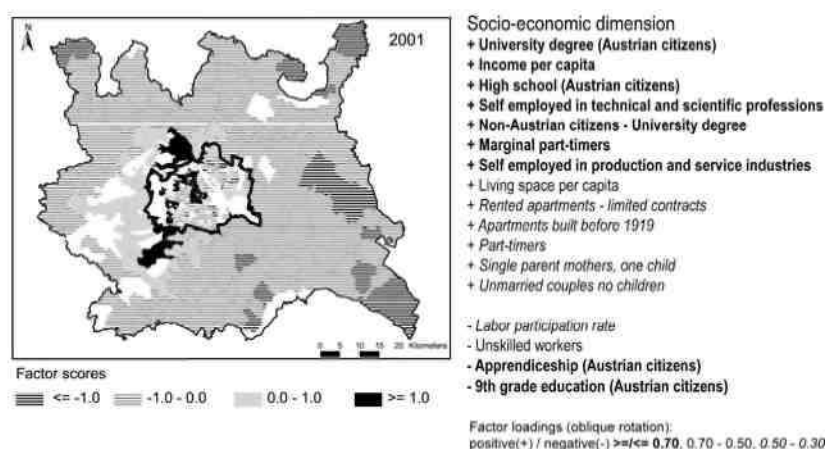 N
2001
0 5 10 15 20 Kilometers
Factor scores
<= -1.0 -1.0 - 0.0 0.0 - 1.0 >= 1.0
Socio-economic dimension
+ University degree (Austrian citizens)
+ Income per capita
+ High school (Austrian citizens)
+ Self employed in technical and scientific professions
+ Non-Austrian citizens - University degree
+ Marginal part-timers
+ Self employed in production and service industries
+ Living space per capita
+ Rented apartments - limited contracts
+ Apartments built before 1919
+ Part-timers
+ Single parent mothers, one child
+ Unmarried couples no children
- Labor participation rate
- Unskilled workers
- Apprenticeship (Austrian citizens)
- 9th grade education (Austrian citizens)
Factor loadings (oblique rotation):
positive(+) / negative(-) >=/<= 0.70, 0.70 - 0.50, 0.50 - 0.30